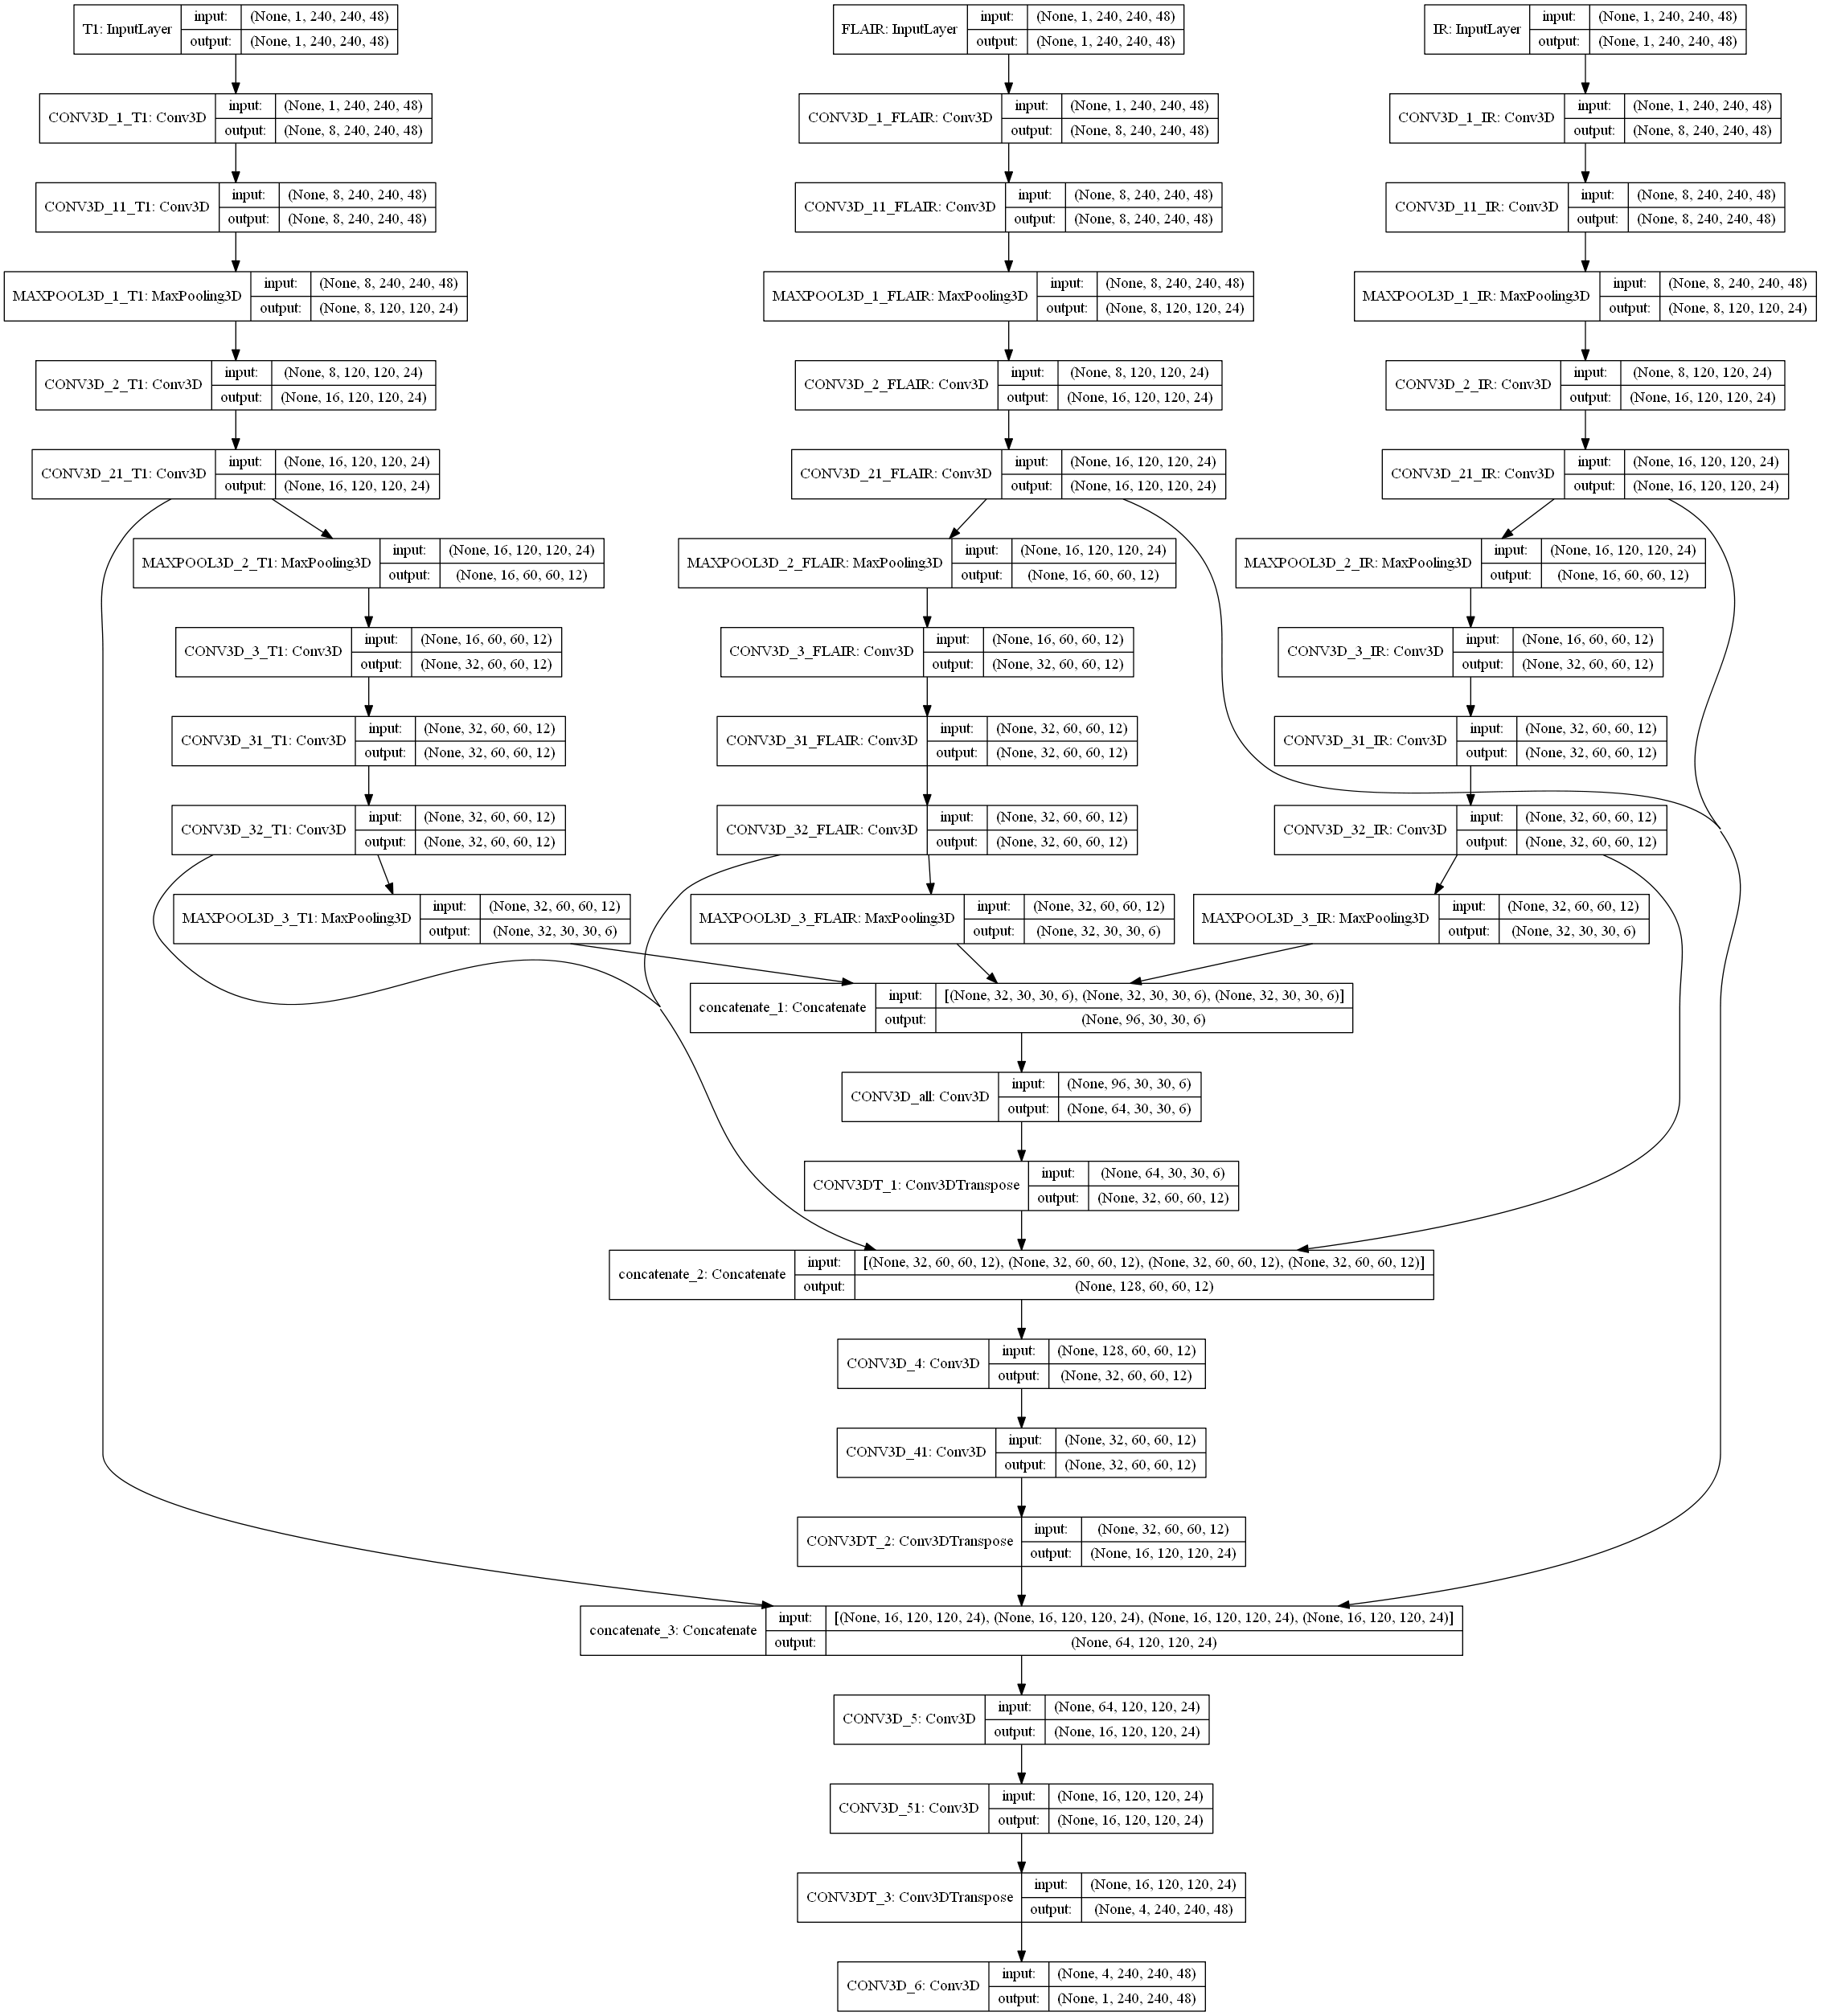 T1: InputLayer
input: (None, 1, 240, 240, 48)
output: (None, 1, 240, 240, 48)
FLAIR: InputLayer
input: (None, 1, 240, 240, 48)
output: (None, 1, 240, 240, 48)
IR: InputLayer
input: (None, 1, 240, 240, 48)
output: (None, 1, 240, 240, 48)
CONV3D_1_T1: Conv3D
input: (None, 1, 240, 240, 48)
output: (None, 8, 240, 240, 48)
CONV3D_1_FLAIR: Conv3D
input: (None, 1, 240, 240, 48)
output: (None, 8, 240, 240, 48)
CONV3D_1_IR: Conv3D
input: (None, 1, 240, 240, 48)
output: (None, 8, 240, 240, 48)
CONV3D_11_T1: Conv3D
input: (None, 8, 240, 240, 48)
output: (None, 8, 240, 240, 48)
CONV3D_11_FLAIR: Conv3D
input: (None, 8, 240, 240, 48)
output: (None, 8, 240, 240, 48)
CONV3D_11_IR: Conv3D
input: (None, 8, 240, 240, 48)
output: (None, 8, 240, 240, 48)
MAXPOOL3D_1_T1: MaxPooling3D
input: (None, 8, 240, 240, 48)
output: (None, 8, 120, 120, 24)
MAXPOOL3D_1_FLAIR: MaxPooling3D
input: (None, 8, 240, 240, 48)
output: (None, 8, 120, 120, 24)
MAXPOOL3D_1_IR: MaxPooling3D
input: (None, 8, 240, 240, 48)
output: (None, 8, 120, 120, 24)
CONV3D_2_T1: Conv3D
input: (None, 8, 120, 120, 24)
output: (None, 16, 120, 120, 24)
CONV3D_2_FLAIR: Conv3D
input: (None, 8, 120, 120, 24)
output: (None, 16, 120, 120, 24)
CONV3D_2_IR: Conv3D
input: (None, 8, 120, 120, 24)
output: (None, 16, 120, 120, 24)
CONV3D_21_T1: Conv3D
input: (None, 16, 120, 120, 24)
output: (None, 16, 120, 120, 24)
CONV3D_21_FLAIR: Conv3D
input: (None, 16, 120, 120, 24)
output: (None, 16, 120, 120, 24)
CONV3D_21_IR: Conv3D
input: (None, 16, 120, 120, 24)
output: (None, 16, 120, 120, 24)
MAXPOOL3D_2_T1: MaxPooling3D
input: (None, 16, 120, 120, 24)
output: (None, 16, 60, 60, 12)
MAXPOOL3D_2_FLAIR: MaxPooling3D
input: (None, 16, 120, 120, 24)
output: (None, 16, 60, 60, 12)
MAXPOOL3D_2_IR: MaxPooling3D
input: (None, 16, 120, 120, 24)
output: (None, 16, 60, 60, 12)
CONV3D_3_T1: Conv3D
input: (None, 16, 60, 60, 12)
output: (None, 32, 60, 60, 12)
CONV3D_3_FLAIR: Conv3D
input: (None, 16, 60, 60, 12)
output: (None, 32, 60, 60, 12)
CONV3D_3_IR: Conv3D
input: (None, 16, 60, 60, 12)
output: (None, 32, 60, 60, 12)
CONV3D_31_T1: Conv3D
input: (None, 32, 60, 60, 12)
output: (None, 32, 60, 60, 12)
CONV3D_31_FLAIR: Conv3D
input: (None, 32, 60, 60, 12)
output: (None, 32, 60, 60, 12)
CONV3D_31_IR: Conv3D
input: (None, 32, 60, 60, 12)
output: (None, 32, 60, 60, 12)
CONV3D_32_T1: Conv3D
input: (None, 32, 60, 60, 12)
output: (None, 32, 60, 60, 12)
CONV3D_32_FLAIR: Conv3D
input: (None, 32, 60, 60, 12)
output: (None, 32, 60, 60, 12)
CONV3D_32_IR: Conv3D
input: (None, 32, 60, 60, 12)
output: (None, 32, 60, 60, 12)
MAXPOOL3D_3_T1: MaxPooling3D
input: (None, 32, 60, 60, 12)
output: (None, 32, 30, 30, 6)
MAXPOOL3D_3_FLAIR: MaxPooling3D
input: (None, 32, 60, 60, 12)
output: (None, 32, 30, 30, 6)
MAXPOOL3D_3_IR: MaxPooling3D
input: (None, 32, 60, 60, 12)
output: (None, 32, 30, 30, 6)
concatenate_1: Concatenate
input: [(None, 32, 30, 30, 6), (None, 32, 30, 30, 6), (None, 32, 30, 30, 6)]
output: (None, 96, 30, 30, 6)
CONV3D_all: Conv3D
input: (None, 96, 30, 30, 6)
output: (None, 64, 30, 30, 6)
CONV3DT_1: Conv3DTranspose
input: (None, 64, 30, 30, 6)
output: (None, 32, 60, 60, 12)
concatenate_2: Concatenate
input: [(None, 32, 60, 60, 12), (None, 32, 60, 60, 12), (None, 32, 60, 60, 12), (None, 32, 60, 60, 12)]
output: (None, 128, 60, 60, 12)
CONV3D_4: Conv3D
input: (None, 128, 60, 60, 12)
output: (None, 32, 60, 60, 12)
CONV3D_41: Conv3D
input: (None, 32, 60, 60, 12)
output: (None, 32, 60, 60, 12)
CONV3DT_2: Conv3DTranspose
input: (None, 32, 60, 60, 12)
output: (None, 16, 120, 120, 24)
concatenate_3: Concatenate
input: [(None, 16, 120, 120, 24), (None, 16, 120, 120, 24), (None, 16, 120, 120, 24), (None, 16, 120, 120, 24)]
output: (None, 64, 120, 120, 24)
CONV3D_5: Conv3D
input: (None, 64, 120, 120, 24)
output: (None, 16, 120, 120, 24)
CONV3D_51: Conv3D
input: (None, 16, 120, 120, 24)
output: (None, 16, 120, 120, 24)
CONV3DT_3: Conv3DTranspose
input: (None, 16, 120, 120, 24)
output: (None, 4, 240, 240, 48)
CONV3D_6: Conv3D
input: (None, 4, 240, 240, 48)
output: (None, 1, 240, 240, 48)